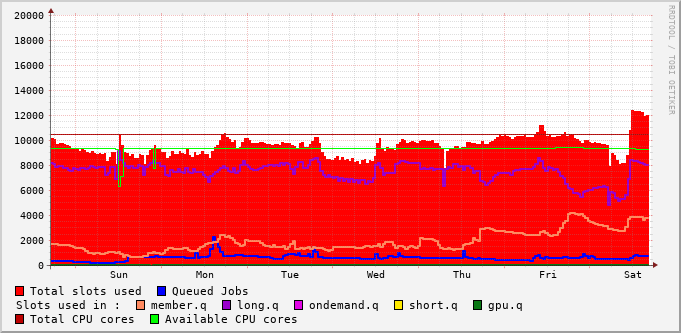 20000
18000
16000
14000
12000
10000
8000
6000
4000
2000
0
Sun Mon Tue Wed Thu Fri Sat
RRDTOOL / TOBI OETIKER
Total slots used Queued Jobs
Slots used in : member.q long.q ondemand.q short.q gpu.q
Total CPU cores Available CPU cores